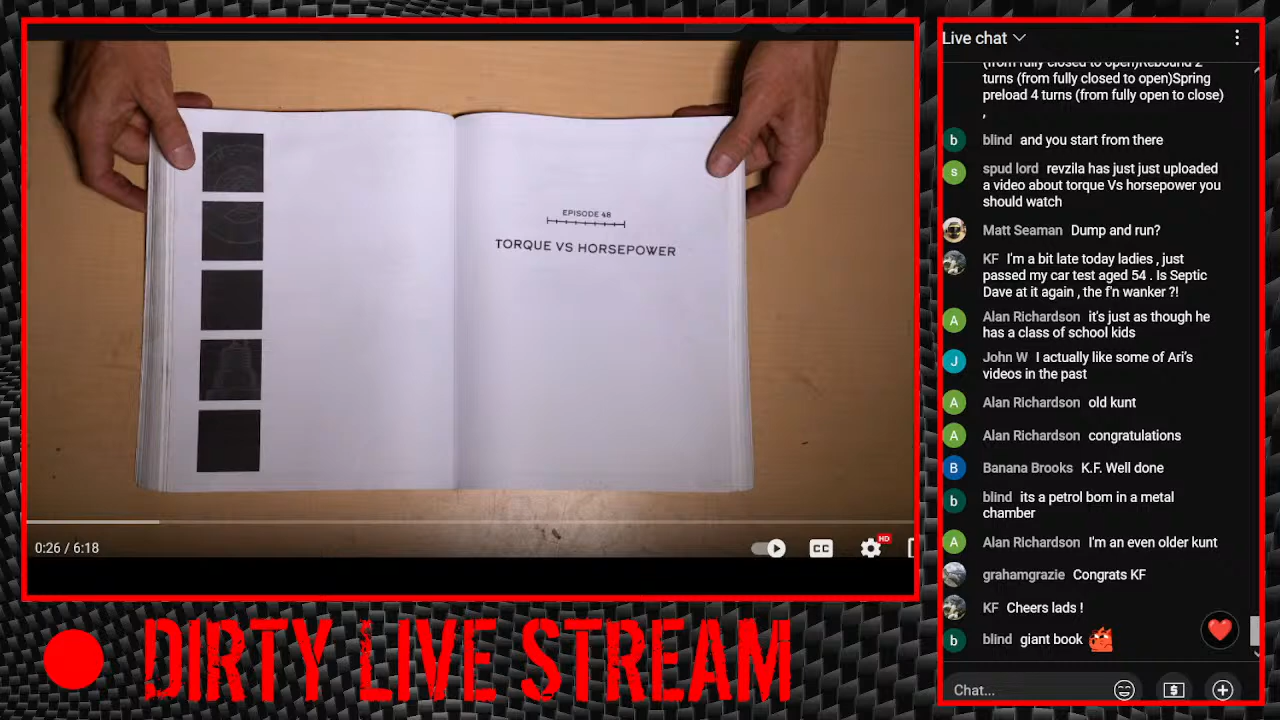 EPISODE 48
TORQUE VS HORSEPOWER
0:26 / 6:18
CC
HD
DIRTY LIVE STREAM
Live chat
(from fully closed to open)Rebound 2
turns (from fully closed to open)Spring
preload 4 turns (from fully open to close)
,
b blind and you start from there
s spud lord revzila has just just uploaded
a video about torque Vs horsepower you
should watch
Matt Seaman Dump and run?
KF I'm a bit late today ladies , just
passed my car test aged 54 . Is Septic
Dave at it again , the f'n wanker ?!
A Alan Richardson it's just as though he
has a class of school kids
J John W I actually like some of Ari's
videos in the past
A Alan Richardson old kunt
A Alan Richardson congratulations
B Banana Brooks K.F. Well done
b blind its a petrol bom in a metal
chamber
A Alan Richardson I'm an even older kunt
grahamgrazie Congrats KF
KF Cheers lads !
b blind giant book
Chat...
$